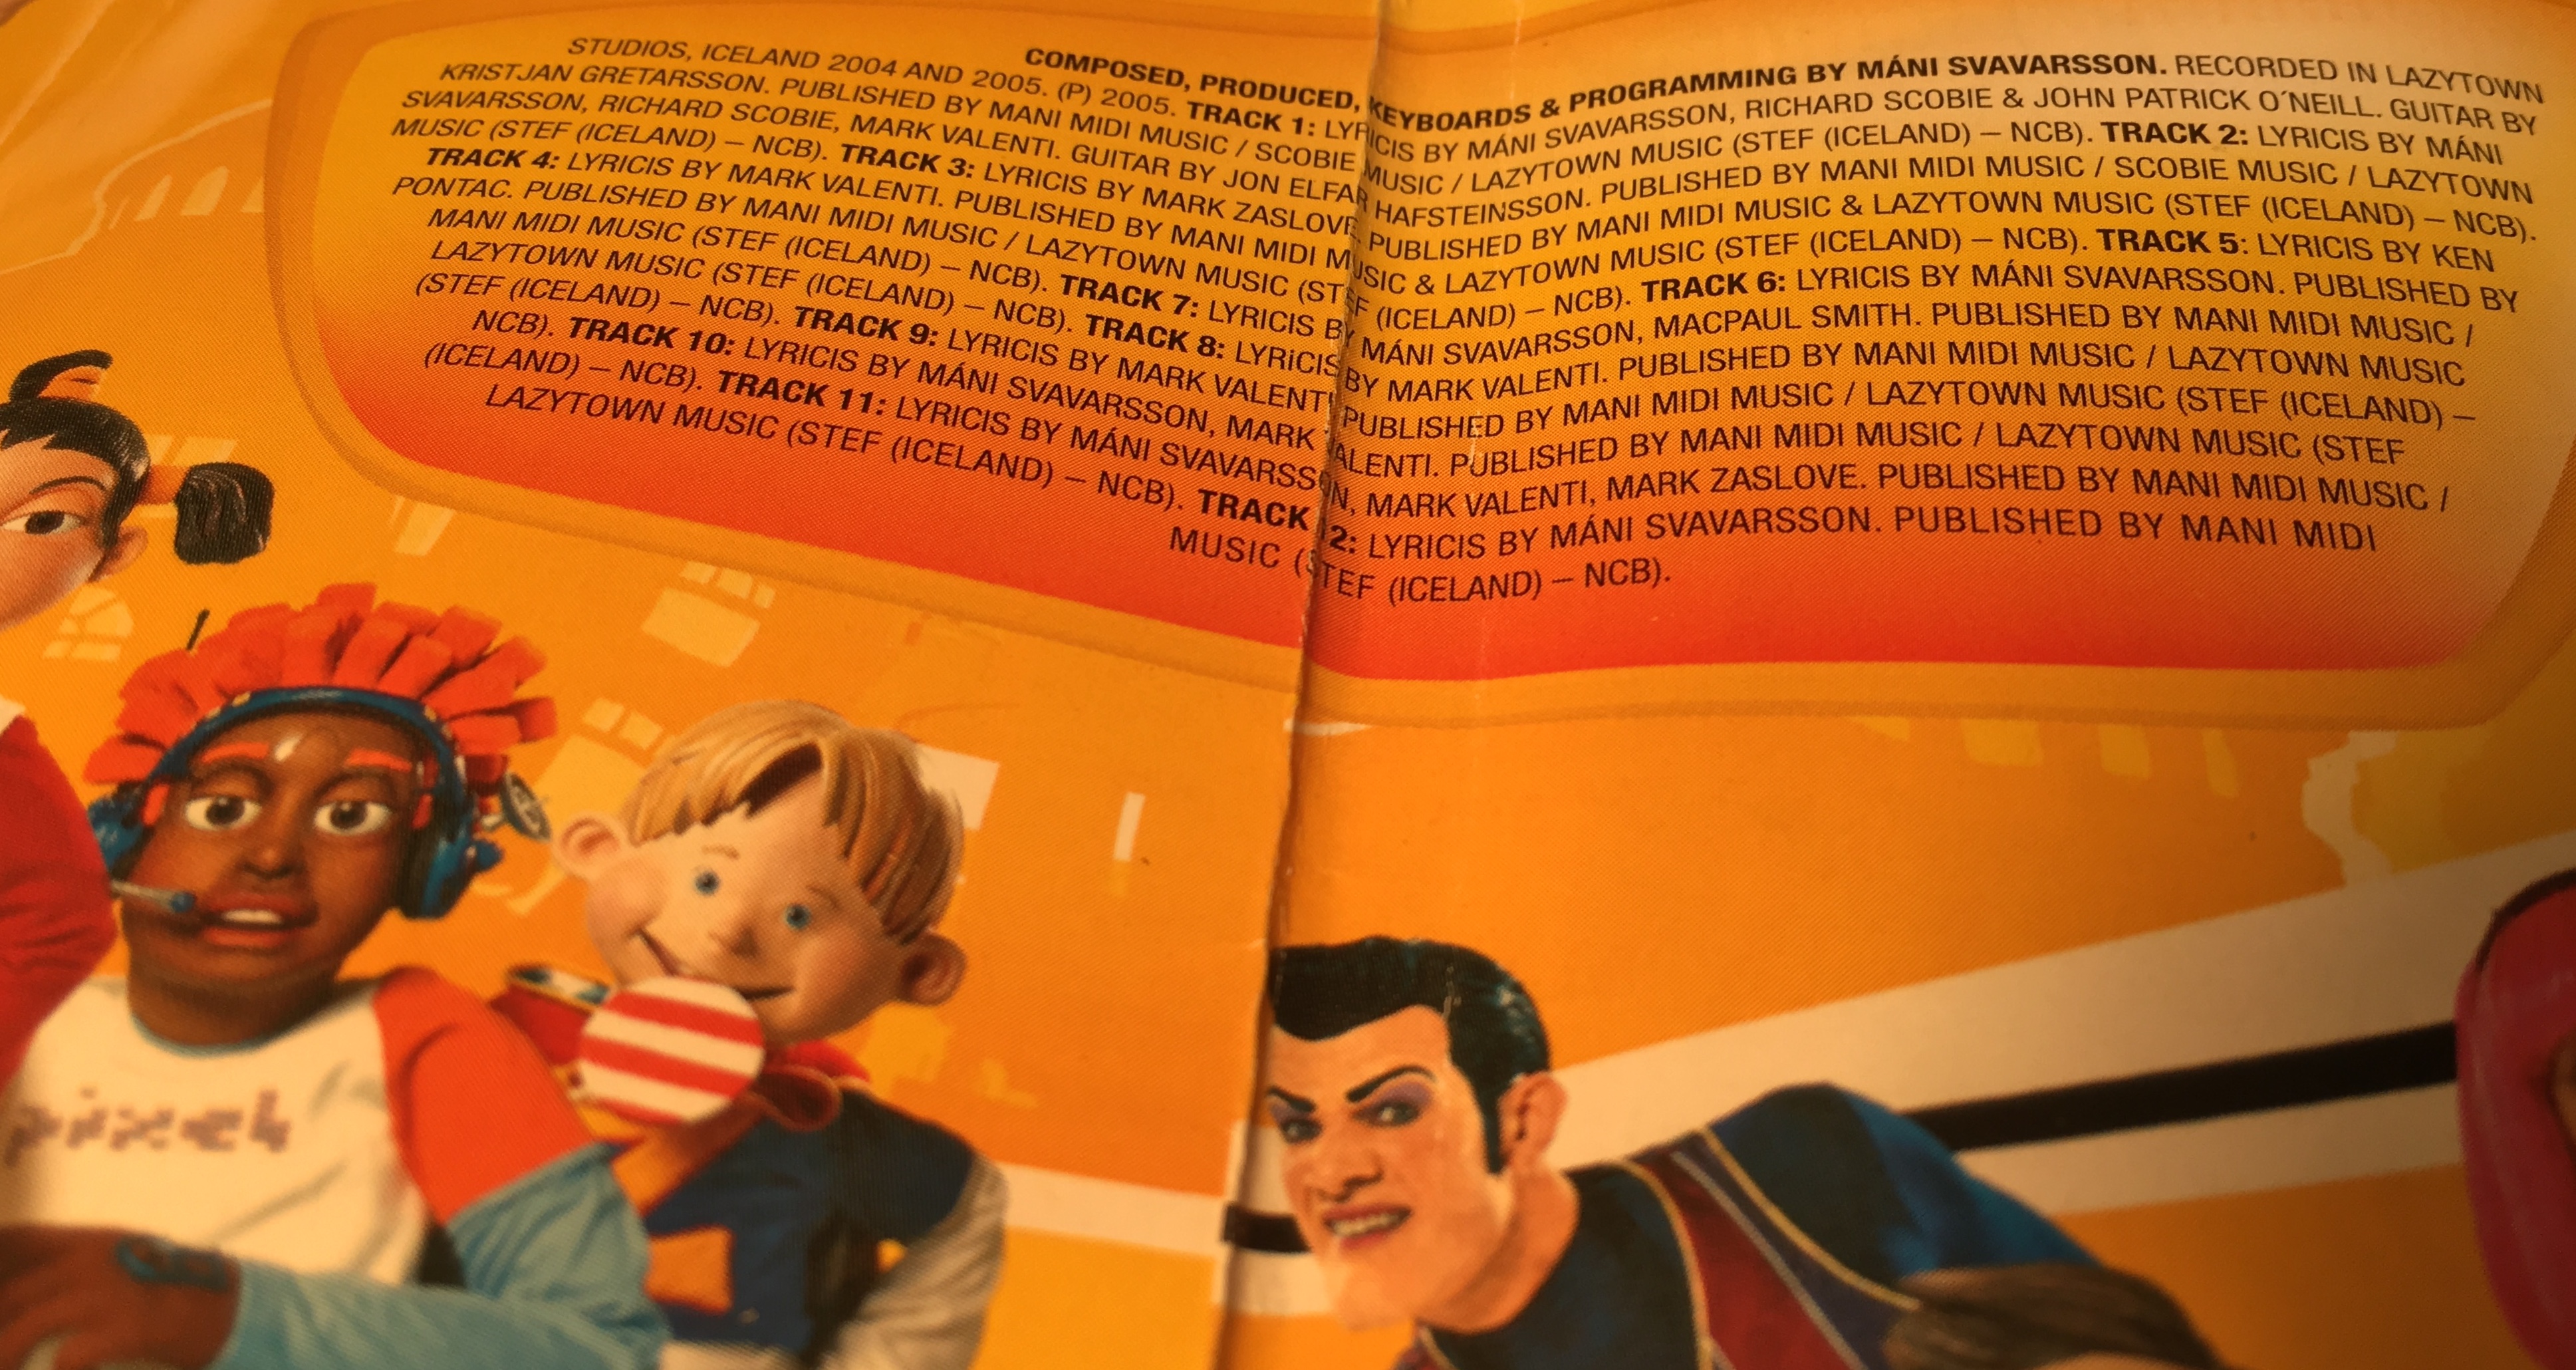 COMPOSED, PRODUCED, KEYBOARDS & PROGRAMMING BY MÁNI SVAVARSSON. RECORDED IN LAZYTOWN
STUDIOS, ICELAND 2004 AND 2005. (P) 2005. TRACK 1: LYRICIS BY MÁNI SVAVARSSON, RICHARD SCOBIE & JOHN PATRICK O´NEILL. GUITAR BY
KRISTJAN GRETARSSON. PUBLISHED BY MANI MIDI MUSIC / SCOBIE MUSIC / LAZYTOWN MUSIC (STEF (ICELAND) – NCB). TRACK 2: LYRICIS BY MÁNI
SVAVARSSON, RICHARD SCOBIE, MARK VALENTI. GUITAR BY JON ELFAR HAFSTEINSSON. PUBLISHED BY MANI MIDI MUSIC / SCOBIE MUSIC / LAZYTOWN
MUSIC (STEF (ICELAND) – NCB). TRACK 3: LYRICIS BY MARK ZASLOVE. PUBLISHED BY MANI MIDI MUSIC & LAZYTOWN MUSIC (STEF (ICELAND) – NCB).
TRACK 4: LYRICIS BY MARK VALENTI. PUBLISHED BY MANI MIDI MUSIC & LAZYTOWN MUSIC (STEF (ICELAND) – NCB). TRACK 5: LYRICIS BY KEN
PONTAC. PUBLISHED BY MANI MIDI MUSIC / LAZYTOWN MUSIC (STEF (ICELAND) – NCB). TRACK 6: LYRICIS BY MÁNI SVAVARSSON. PUBLISHED BY
MANI MIDI MUSIC (STEF (ICELAND) – NCB). TRACK 7: LYRICIS BY MÁNI SVAVARSSON, MACPAUL SMITH. PUBLISHED BY MANI MIDI MUSIC /
LAZYTOWN MUSIC (STEF (ICELAND) – NCB). TRACK 8: LYRiCIS BY MARK VALENTI. PUBLISHED BY MANI MIDI MUSIC / LAZYTOWN MUSIC
(STEF (ICELAND) – NCB). TRACK 9: LYRICIS BY MARK VALENTI PUBLISHED BY MANI MIDI MUSIC / LAZYTOWN MUSIC (STEF (ICELAND) –
NCB). TRACK 10: LYRICIS BY MÁNI SVAVARSSON, MARK VALENTI. PUBLISHED BY MANI MIDI MUSIC / LAZYTOWN MUSIC (STEF
(ICELAND) – NCB). TRACK 11: LYRICIS BY MÁNI SVAVARSSON, MARK VALENTI, MARK ZASLOVE. PUBLISHED BY MANI MIDI MUSIC /
LAZYTOWN MUSIC (STEF (ICELAND) – NCB). TRACK 12: LYRICIS BY MÁNI SVAVARSSON. PUBLISHED BY MANI MIDI
MUSIC (STEF (ICELAND) – NCB).
pixel